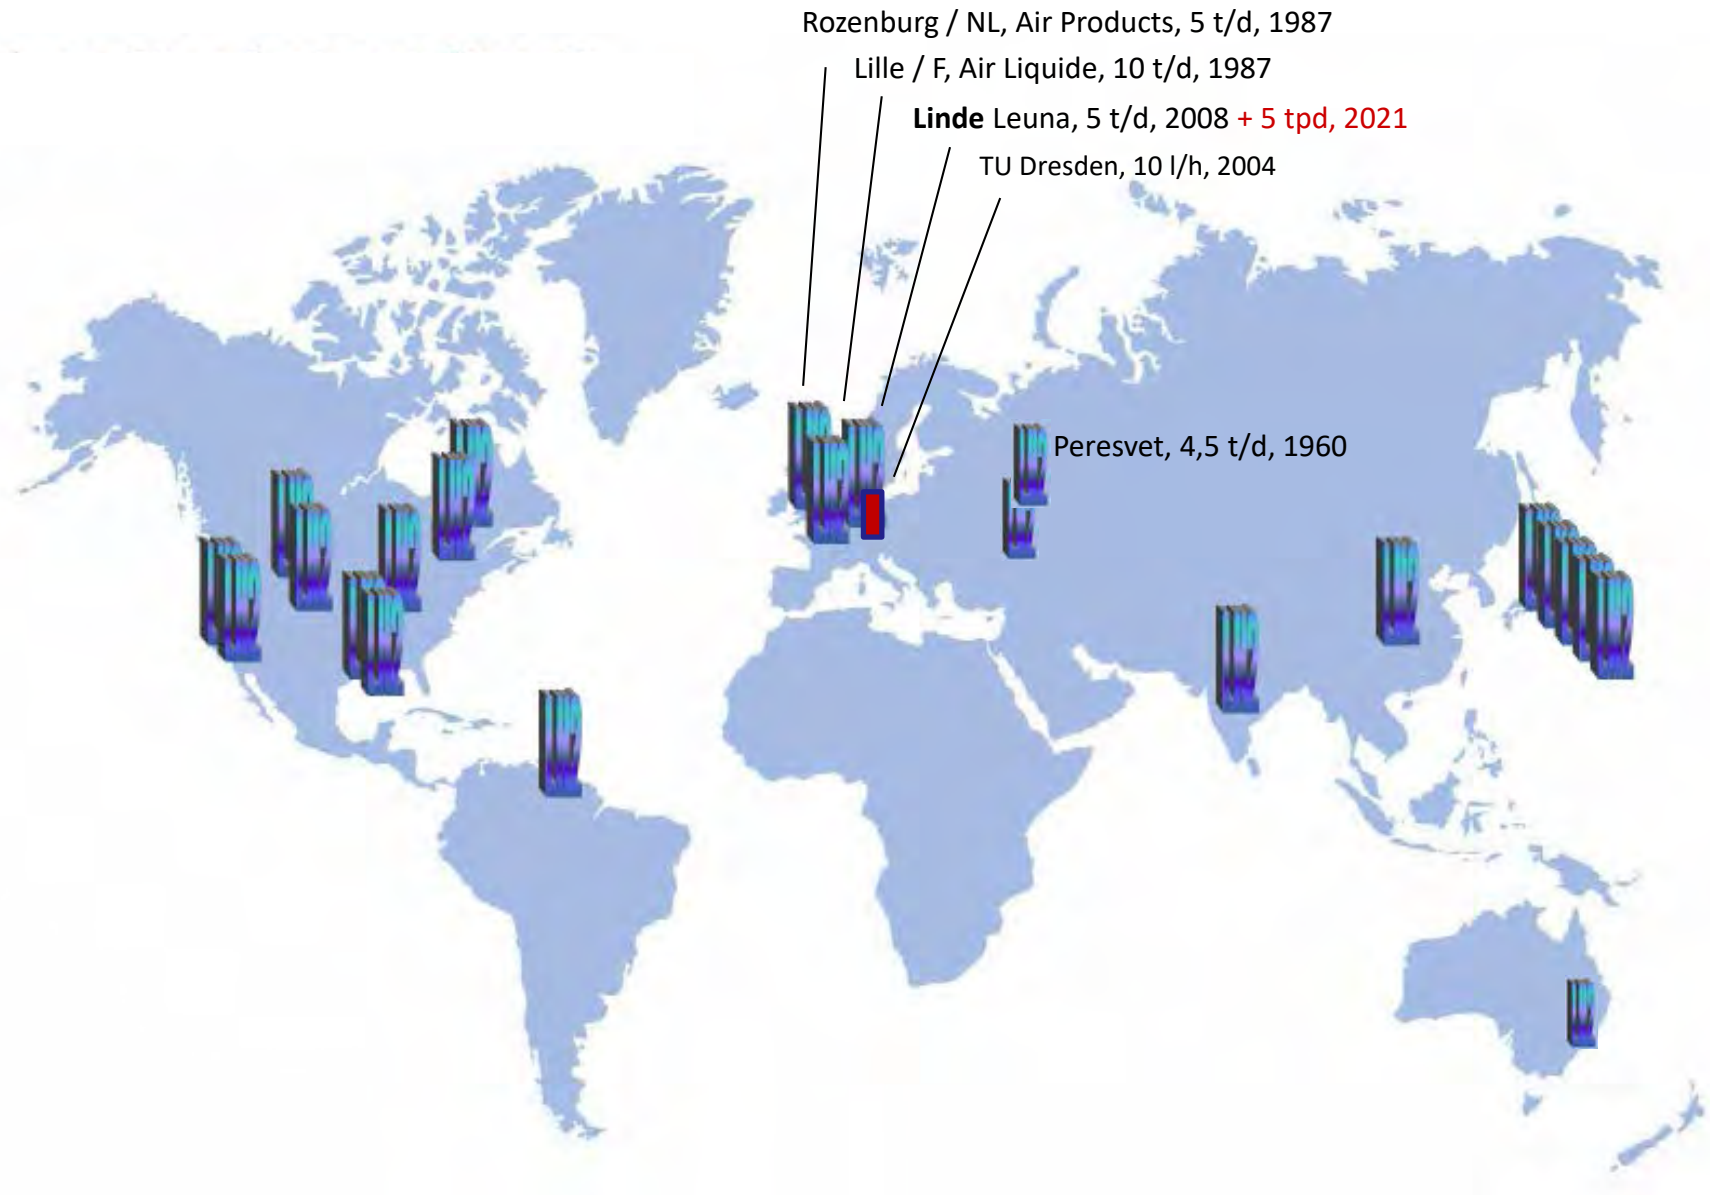 Rozenburg / NL, Air Products, 5 t/d, 1987
Lille / F, Air Liquide, 10 t/d, 1987
Linde Leuna, 5 t/d, 2008 + 5 tpd, 2021
TU Dresden, 10 l/h, 2004
Peresvet, 4,5 t/d, 1960